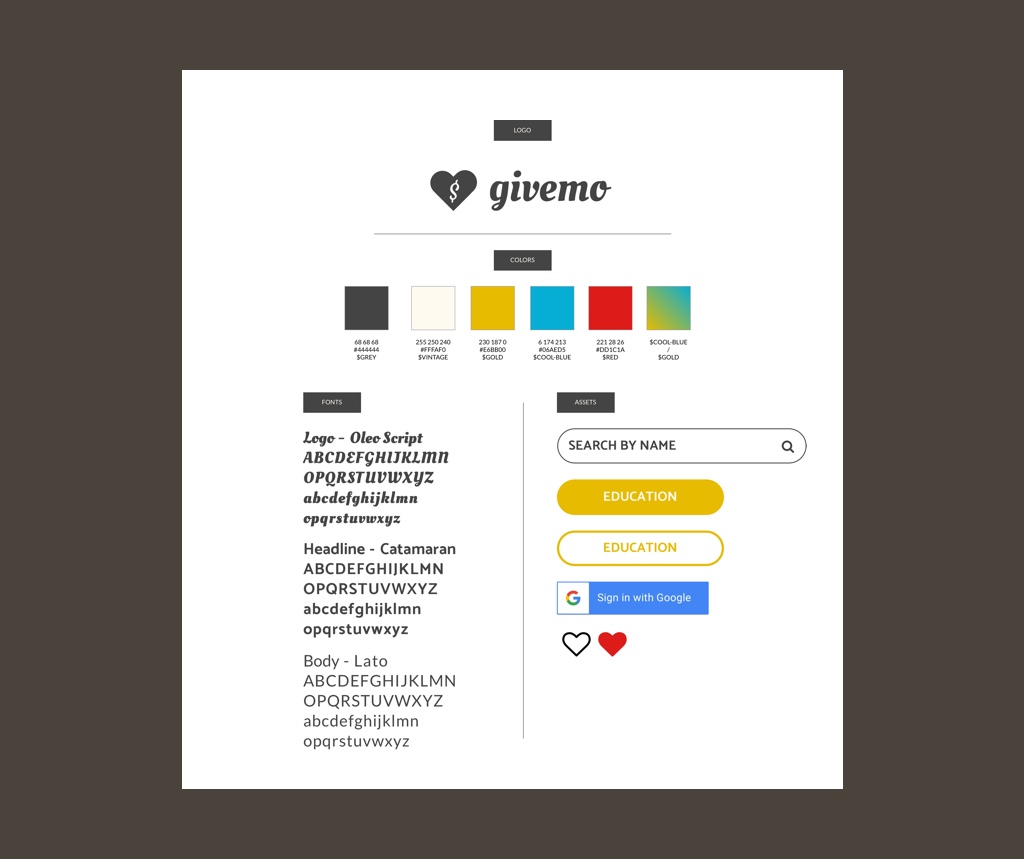 LOGO
$ givemo
COLORS
68 68 68
#444444
$GREY
255 250 240
#FFFAF0
$VINTAGE
230 187 0
#E6BB00
$GOLD
6 174 213
#06AED5
$COOL-BLUE
221 28 26
#DD1C1A
$RED
$COOL-BLUE
/
$GOLD
FONTS
Logo - Oleo Script
ABCDEFGHIJKLMN
OPQRSTUVWXYZ
abcdefghijklmn
opqrstuvwxyz
Headline - Catamaran
ABCDEFGHIJKLMN
OPQRSTUVWXYZ
abcdefghijklmn
opqrstuvwxyz
Body - Lato
ABCDEFGHIJKLMN
OPQRSTUVWXYZ
abcdefghijklmn
opqrstuvwxyz
ASSETS
SEARCH BY NAME
EDUCATION
EDUCATION
G Sign in with Google